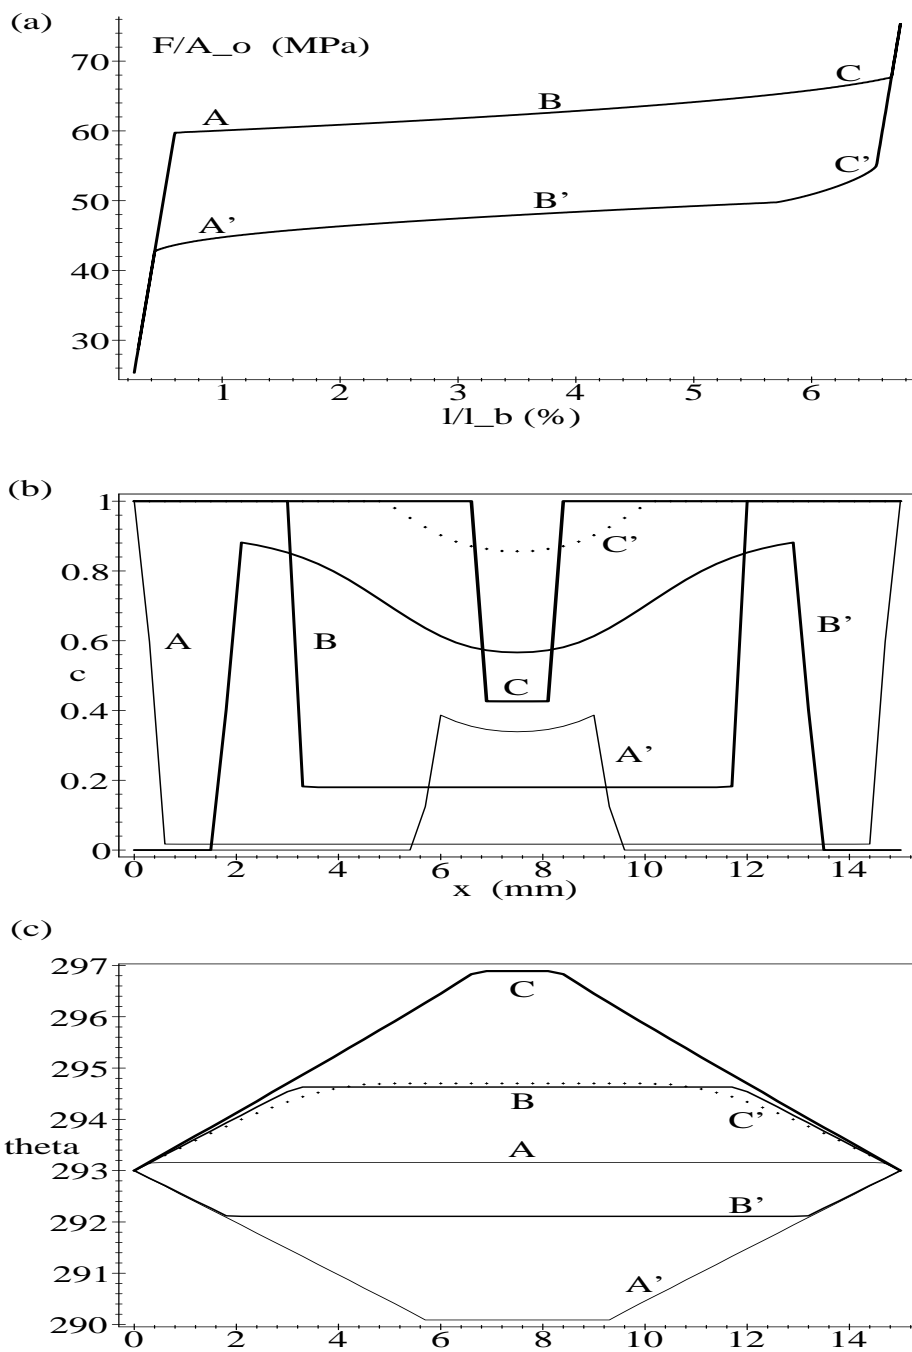 (a)
F/A_o (MPa)
70
60
50
40
30
A
B
C
A'
B'
C'
1 2 3 4 5 6
l/l_b (%)
(b)
1
0.8
0.6
c
0.4
0.2
0
A
B
C
C'
B'
A'
0 2 4 6 8 10 12 14
x (mm)
(c)
297
296
295
294
theta
293
292
291
290
C
B
C'
A
B'
A'
0 2 4 6 8 10 12 14